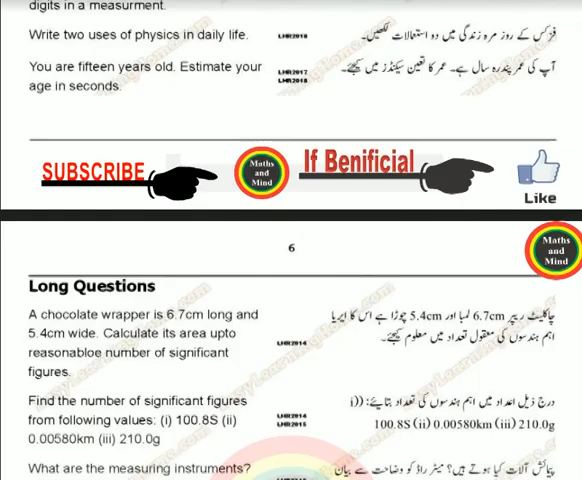 digits in a measurment.
Write two uses of physics in daily life.
LHR2016
فزکس کے روز مرہ زندگی میں دو استعمالات لکھیں۔
You are fifteen years old. Estimate your
age in seconds.
LHR2017
LHR2018
آپ کی عمر پندرہ سال ہے۔ عمر کا تعین سیکنڈز میں کیجئے۔
SUBSCRIBE
Maths
and
Mind
If Benificial
Like
6
Maths
and
Mind
Long Questions
A chocolate wrapper is 6.7cm long and
5.4cm wide. Calculate its area upto
reasonabloe number of significant
figures.
LHR2014
چاکلیٹ ریپر 6.7cm لمبا اور 5.4cm چوڑا ہے اس کا ایریا
اہم ہندسوں کی معقول تعداد میں معلوم کیجئے۔
Find the number of significant figures
from following values: (i) 100.8S (ii)
0.00580km (iii) 210.0g
LHR2014
LHR2015
درج ذیل اعداد میں اہم ہندسوں کی تعداد بتایئے: ((i
100.8S (ii) 0.00580km (iii) 210.0g
What are the measuring instruments?
پیمائشی آلات کیا ہوتے ہیں؟ میٹر راڈ کو وضاحت سے بیان